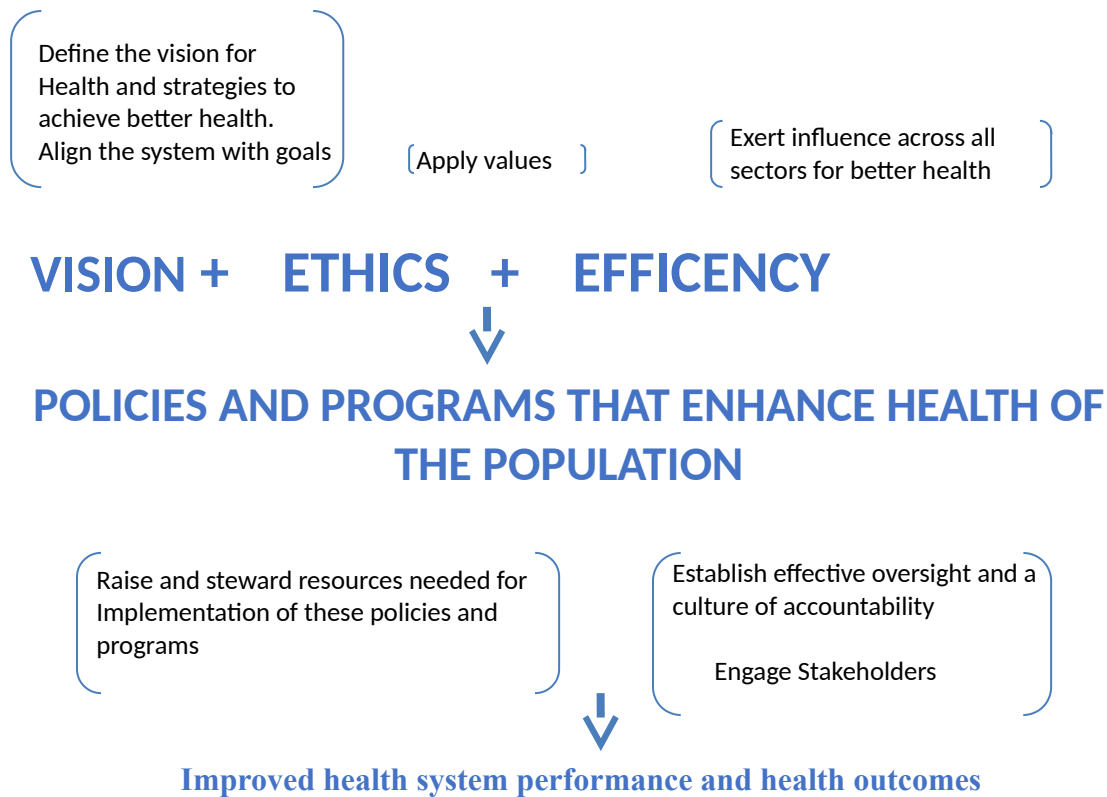 Define the vision for
Health and strategies to
achieve better health.
Align the system with goals
Apply values
Exert influence across all
sectors for better health
VISION + ETHICS + EFFICENCY
POLICIES AND PROGRAMS THAT ENHANCE HEALTH OF
THE POPULATION
Raise and steward resources needed for
Implementation of these policies and
programs
Establish effective oversight and a
culture of accountability
Engage Stakeholders
Improved health system performance and health outcomes